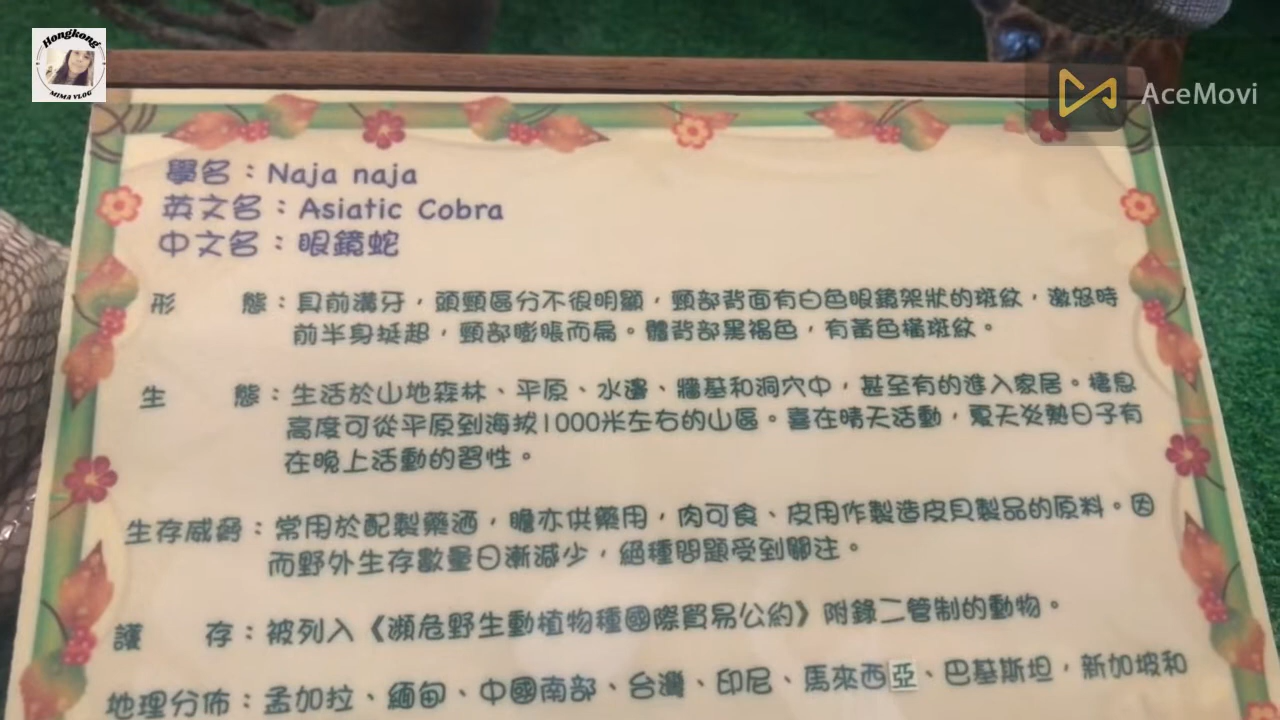 Hongkong
MIMA VLOG
AceMovi
學名：Naja naja
英文名：Asiatic Cobra
中文名：眼鏡蛇
形 態：具前溝牙，頭頸區分不很明顯，頸部背面有白色眼鏡架狀的斑紋，激怒時
前半身挺起，頸部膨脹而扁。體背部黑褐色，有黃色橫斑紋。
生 態：生活於山地森林、平原、水邊、牆基和洞穴中，甚至有的進入家居。棲息
高度可從平原到海拔1000米左右的山區。喜在晴天活動，夏天炎熱日子有
在晚上活動的習性。
生存威脅：常用於配製藥酒，膽亦供藥用，肉可食、皮用作製造皮具製品的原料。因
而野外生存數量日漸減少，絕種問題受到關注。
護 存：被列入《瀕危野生動植物種國際貿易公約》附錄二管制的動物。
地理分佈：孟加拉、緬甸、中國南部、台灣、印尼、馬來西亞、巴基斯坦，新加坡和